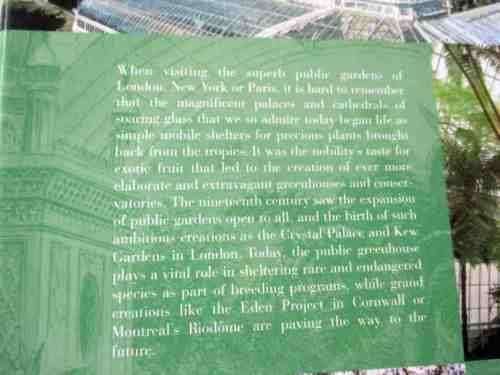 When visiting the superb public gardens of
London, New York or Paris, it is hard to remember
that the magnificent palaces and cathedrals of
soaring glass that we so admire today began life as
simple mobile shelters for precious plants brought
back from the tropics. It was the nobility's taste for
exotic fruit that led to the creation of ever more
elaborate and extravagant greenhouses and conser-
vatories. The nineteenth century saw the expansion
of public gardens open to all, and the birth of such
ambitious creations as the Crystal Palace and Kew
Gardens in London. Today, the public greenhouse
plays a vital role in sheltering rare and endangered
species as part of breeding programs, while grand
creations like the Eden Project in Cornwall or
Montreal's Biodôme are paving the way to the
future.